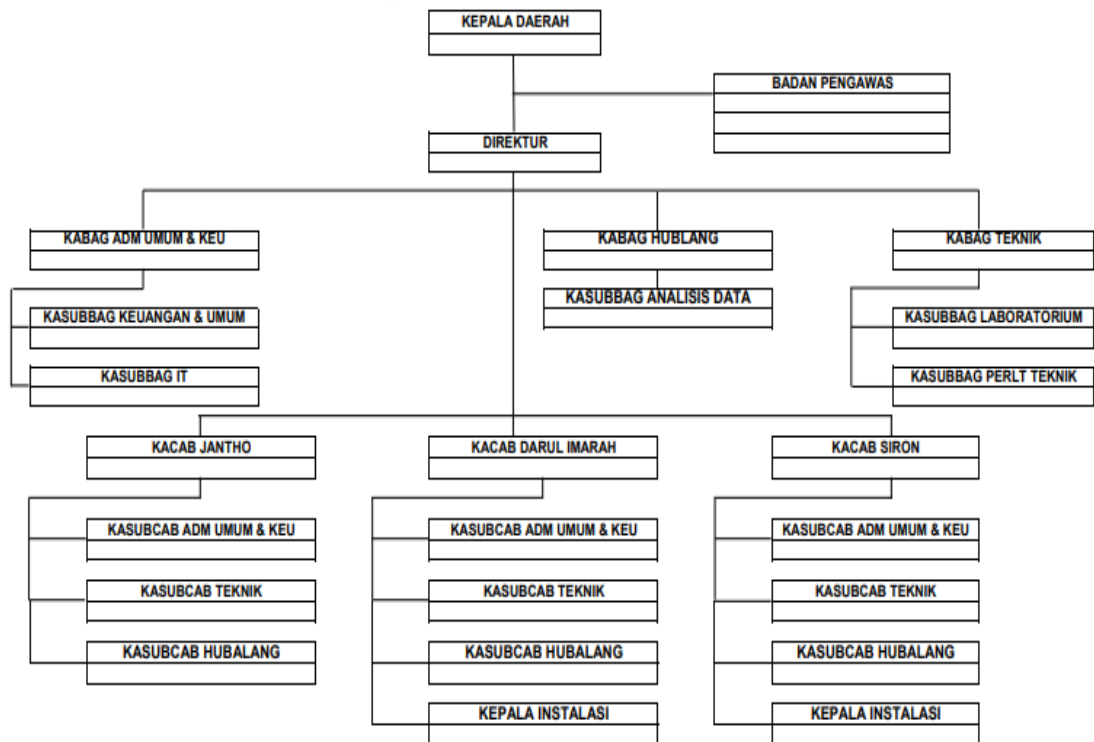 KEPALA DAERAH
BADAN PENGAWAS
DIREKTUR
KABAG ADM UMUM & KEU
KABAG HUBLANG
KABAG TEKNIK
KASUBBAG KEUANGAN & UMUM
KASUBBAG ANALISIS DATA
KASUBBAG LABORATORIUM
KASUBBAG IT
KASUBBAG PERLT TEKNIK
KACAB JANTHO
KACAB DARUL IMARAH
KACAB SIRON
KASUBCAB ADM UMUM & KEU
KASUBCAB ADM UMUM & KEU
KASUBCAB ADM UMUM & KEU
KASUBCAB TEKNIK
KASUBCAB TEKNIK
KASUBCAB TEKNIK
KASUBCAB HUBALANG
KASUBCAB HUBALANG
KASUBCAB HUBALANG
KEPALA INSTALASI
KEPALA INSTALASI